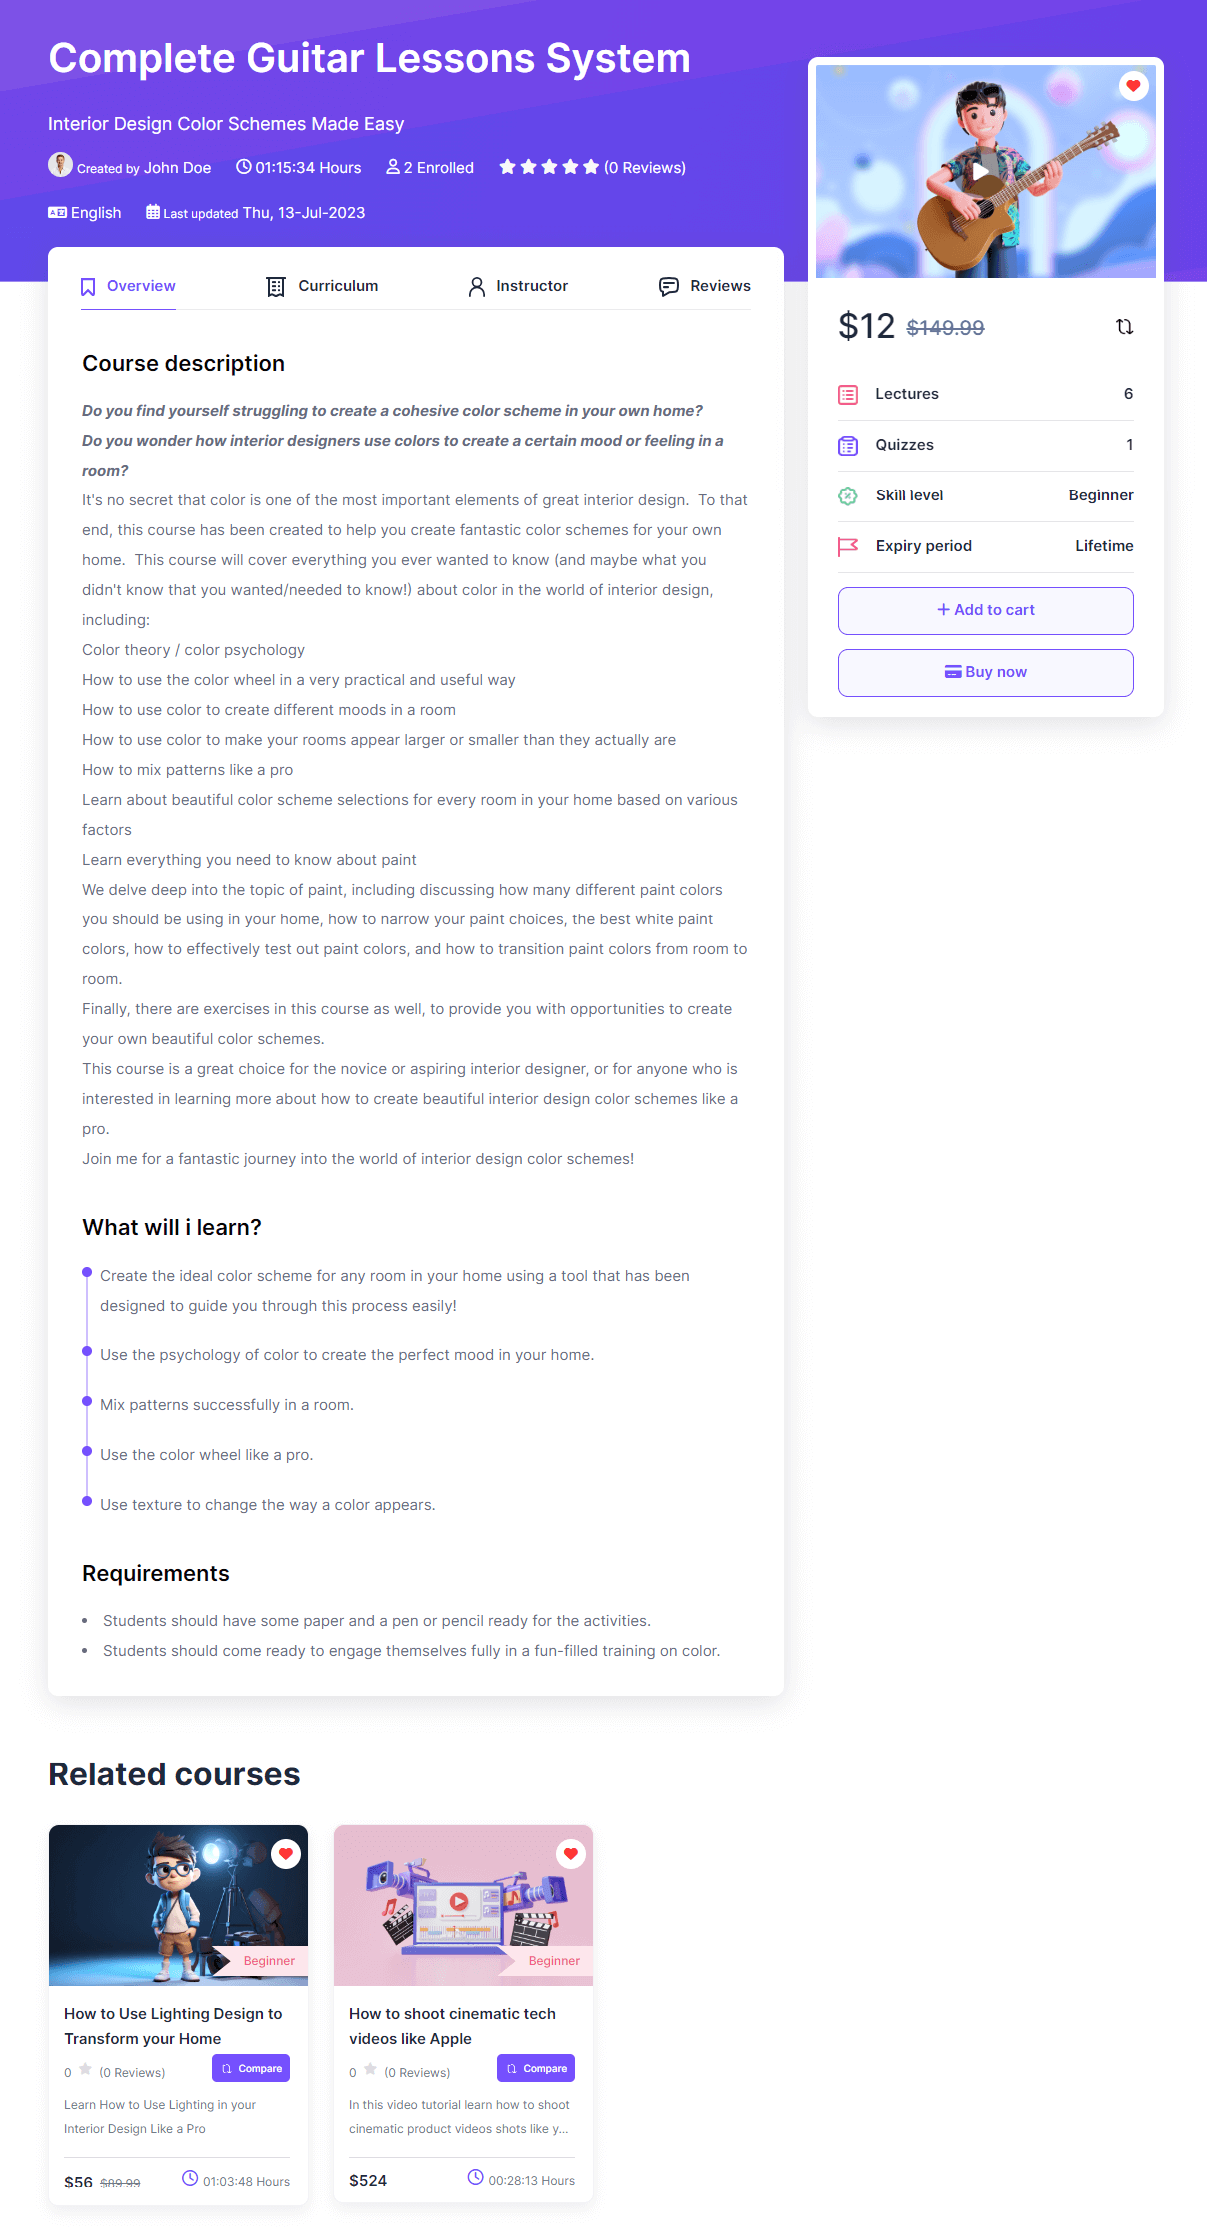 Complete Guitar Lessons System
Interior Design Color Schemes Made Easy
Created by John Doe 01:15:34 Hours 2 Enrolled (0 Reviews)
English Last updated Thu, 13-Jul-2023
Overview Curriculum Instructor Reviews
Course description
Do you find yourself struggling to create a cohesive color scheme in your own home?
Do you wonder how interior designers use colors to create a certain mood or feeling in a
room?
It's no secret that color is one of the most important elements of great interior design.  To that
end, this course has been created to help you create fantastic color schemes for your own
home.  This course will cover everything you ever wanted to know (and maybe what you
didn't know that you wanted/needed to know!) about color in the world of interior design,
including:
Color theory / color psychology
How to use the color wheel in a very practical and useful way
How to use color to create different moods in a room
How to use color to make your rooms appear larger or smaller than they actually are
How to mix patterns like a pro
Learn about beautiful color scheme selections for every room in your home based on various
factors
Learn everything you need to know about paint
We delve deep into the topic of paint, including discussing how many different paint colors
you should be using in your home, how to narrow your paint choices, the best white paint
colors, how to effectively test out paint colors, and how to transition paint colors from room to
room.
Finally, there are exercises in this course as well, to provide you with opportunities to create
your own beautiful color schemes.
This course is a great choice for the novice or aspiring interior designer, or for anyone who is
interested in learning more about how to create beautiful interior design color schemes like a
pro.
Join me for a fantastic journey into the world of interior design color schemes!
What will i learn?
Create the ideal color scheme for any room in your home using a tool that has been
designed to guide you through this process easily!
Use the psychology of color to create the perfect mood in your home.
Mix patterns successfully in a room.
Use the color wheel like a pro.
Use texture to change the way a color appears.
Requirements
• Students should have some paper and a pen or pencil ready for the activities.
• Students should come ready to engage themselves fully in a fun-filled training on color.
$12 $149.99
Lectures 6
Quizzes 1
Skill level Beginner
Expiry period Lifetime
+ Add to cart
Buy now
Related courses
Beginner
How to Use Lighting Design to
Transform your Home
0 (0 Reviews) Compare
Learn How to Use Lighting in your
Interior Design Like a Pro
$56 $89.99 01:03:48 Hours
Beginner
How to shoot cinematic tech
videos like Apple
0 (0 Reviews) Compare
In this video tutorial learn how to shoot
cinematic product videos shots like y...
$524 00:28:13 Hours